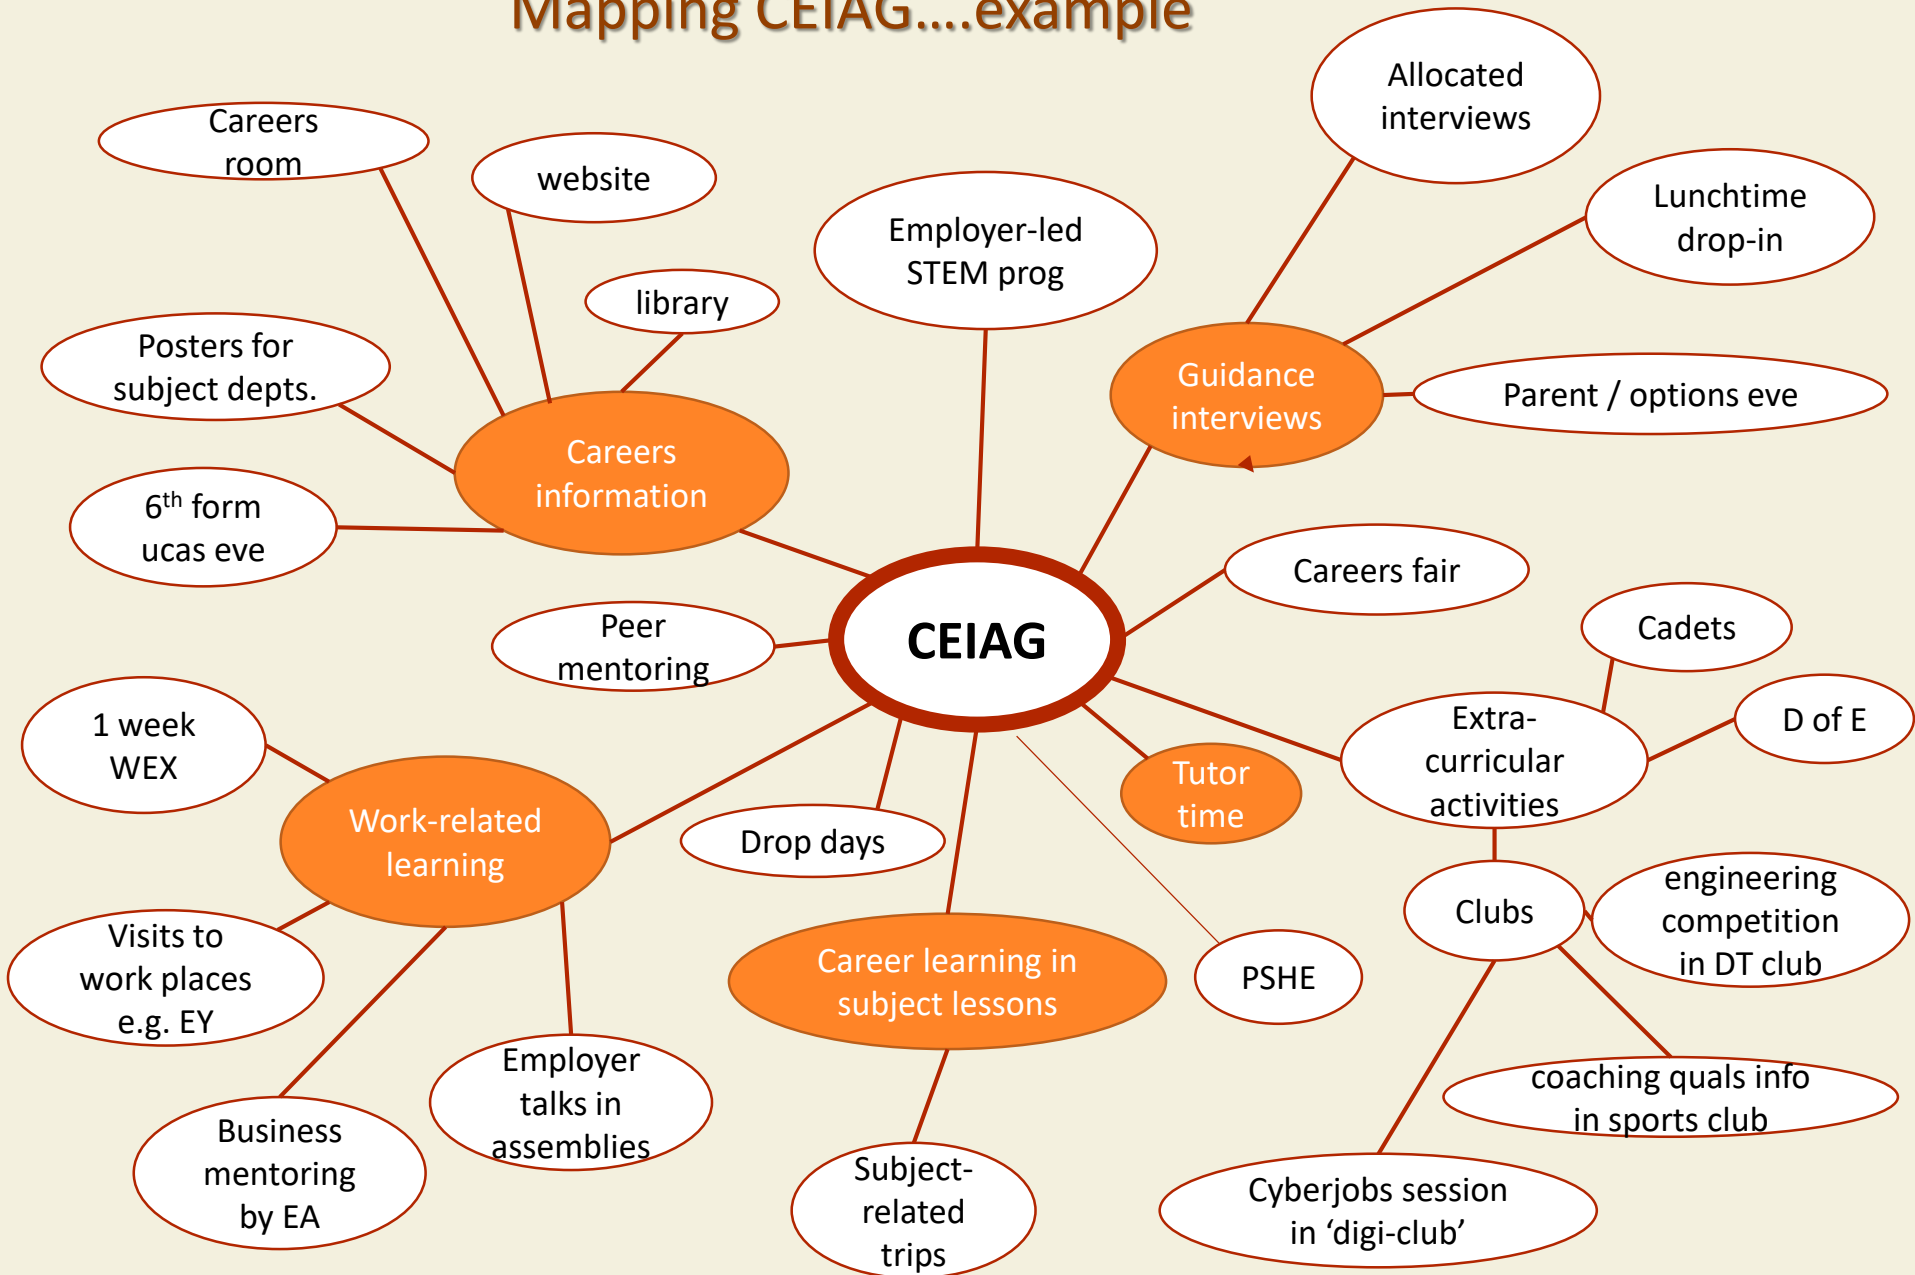 Mapping CEIAG....example
Careers
room
website
library
Posters for
subject depts.
6th form
ucas eve
Careers
information
Employer-led
STEM prog
Allocated
interviews
Lunchtime
drop-in
Guidance
interviews
Parent / options eve
Careers fair
CEIAG
Peer
mentoring
Cadets
D of E
Extra-
curricular
activities
Tutor
time
1 week
WEX
Work-related
learning
Drop days
Clubs
engineering
competition
in DT club
Visits to
work places
e.g. EY
Career learning in
subject lessons
PSHE
Employer
talks in
assemblies
coaching quals info
in sports club
Business
mentoring
by EA
Subject-
related
trips
Cyberjobs session
in ‘digi-club’